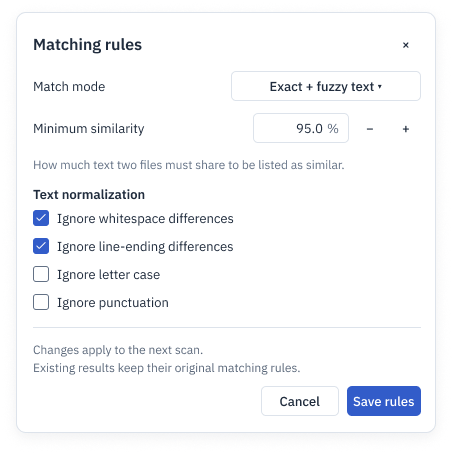 Matching rules ×
Match mode Exact + fuzzy text ▾
Minimum similarity 95.0 % − +
How much text two files must share to be listed as similar.
Text normalization
Ignore whitespace differences
Ignore line-ending differences
Ignore letter case
Ignore punctuation
Changes apply to the next scan.
Existing results keep their original matching rules.
Cancel Save rules